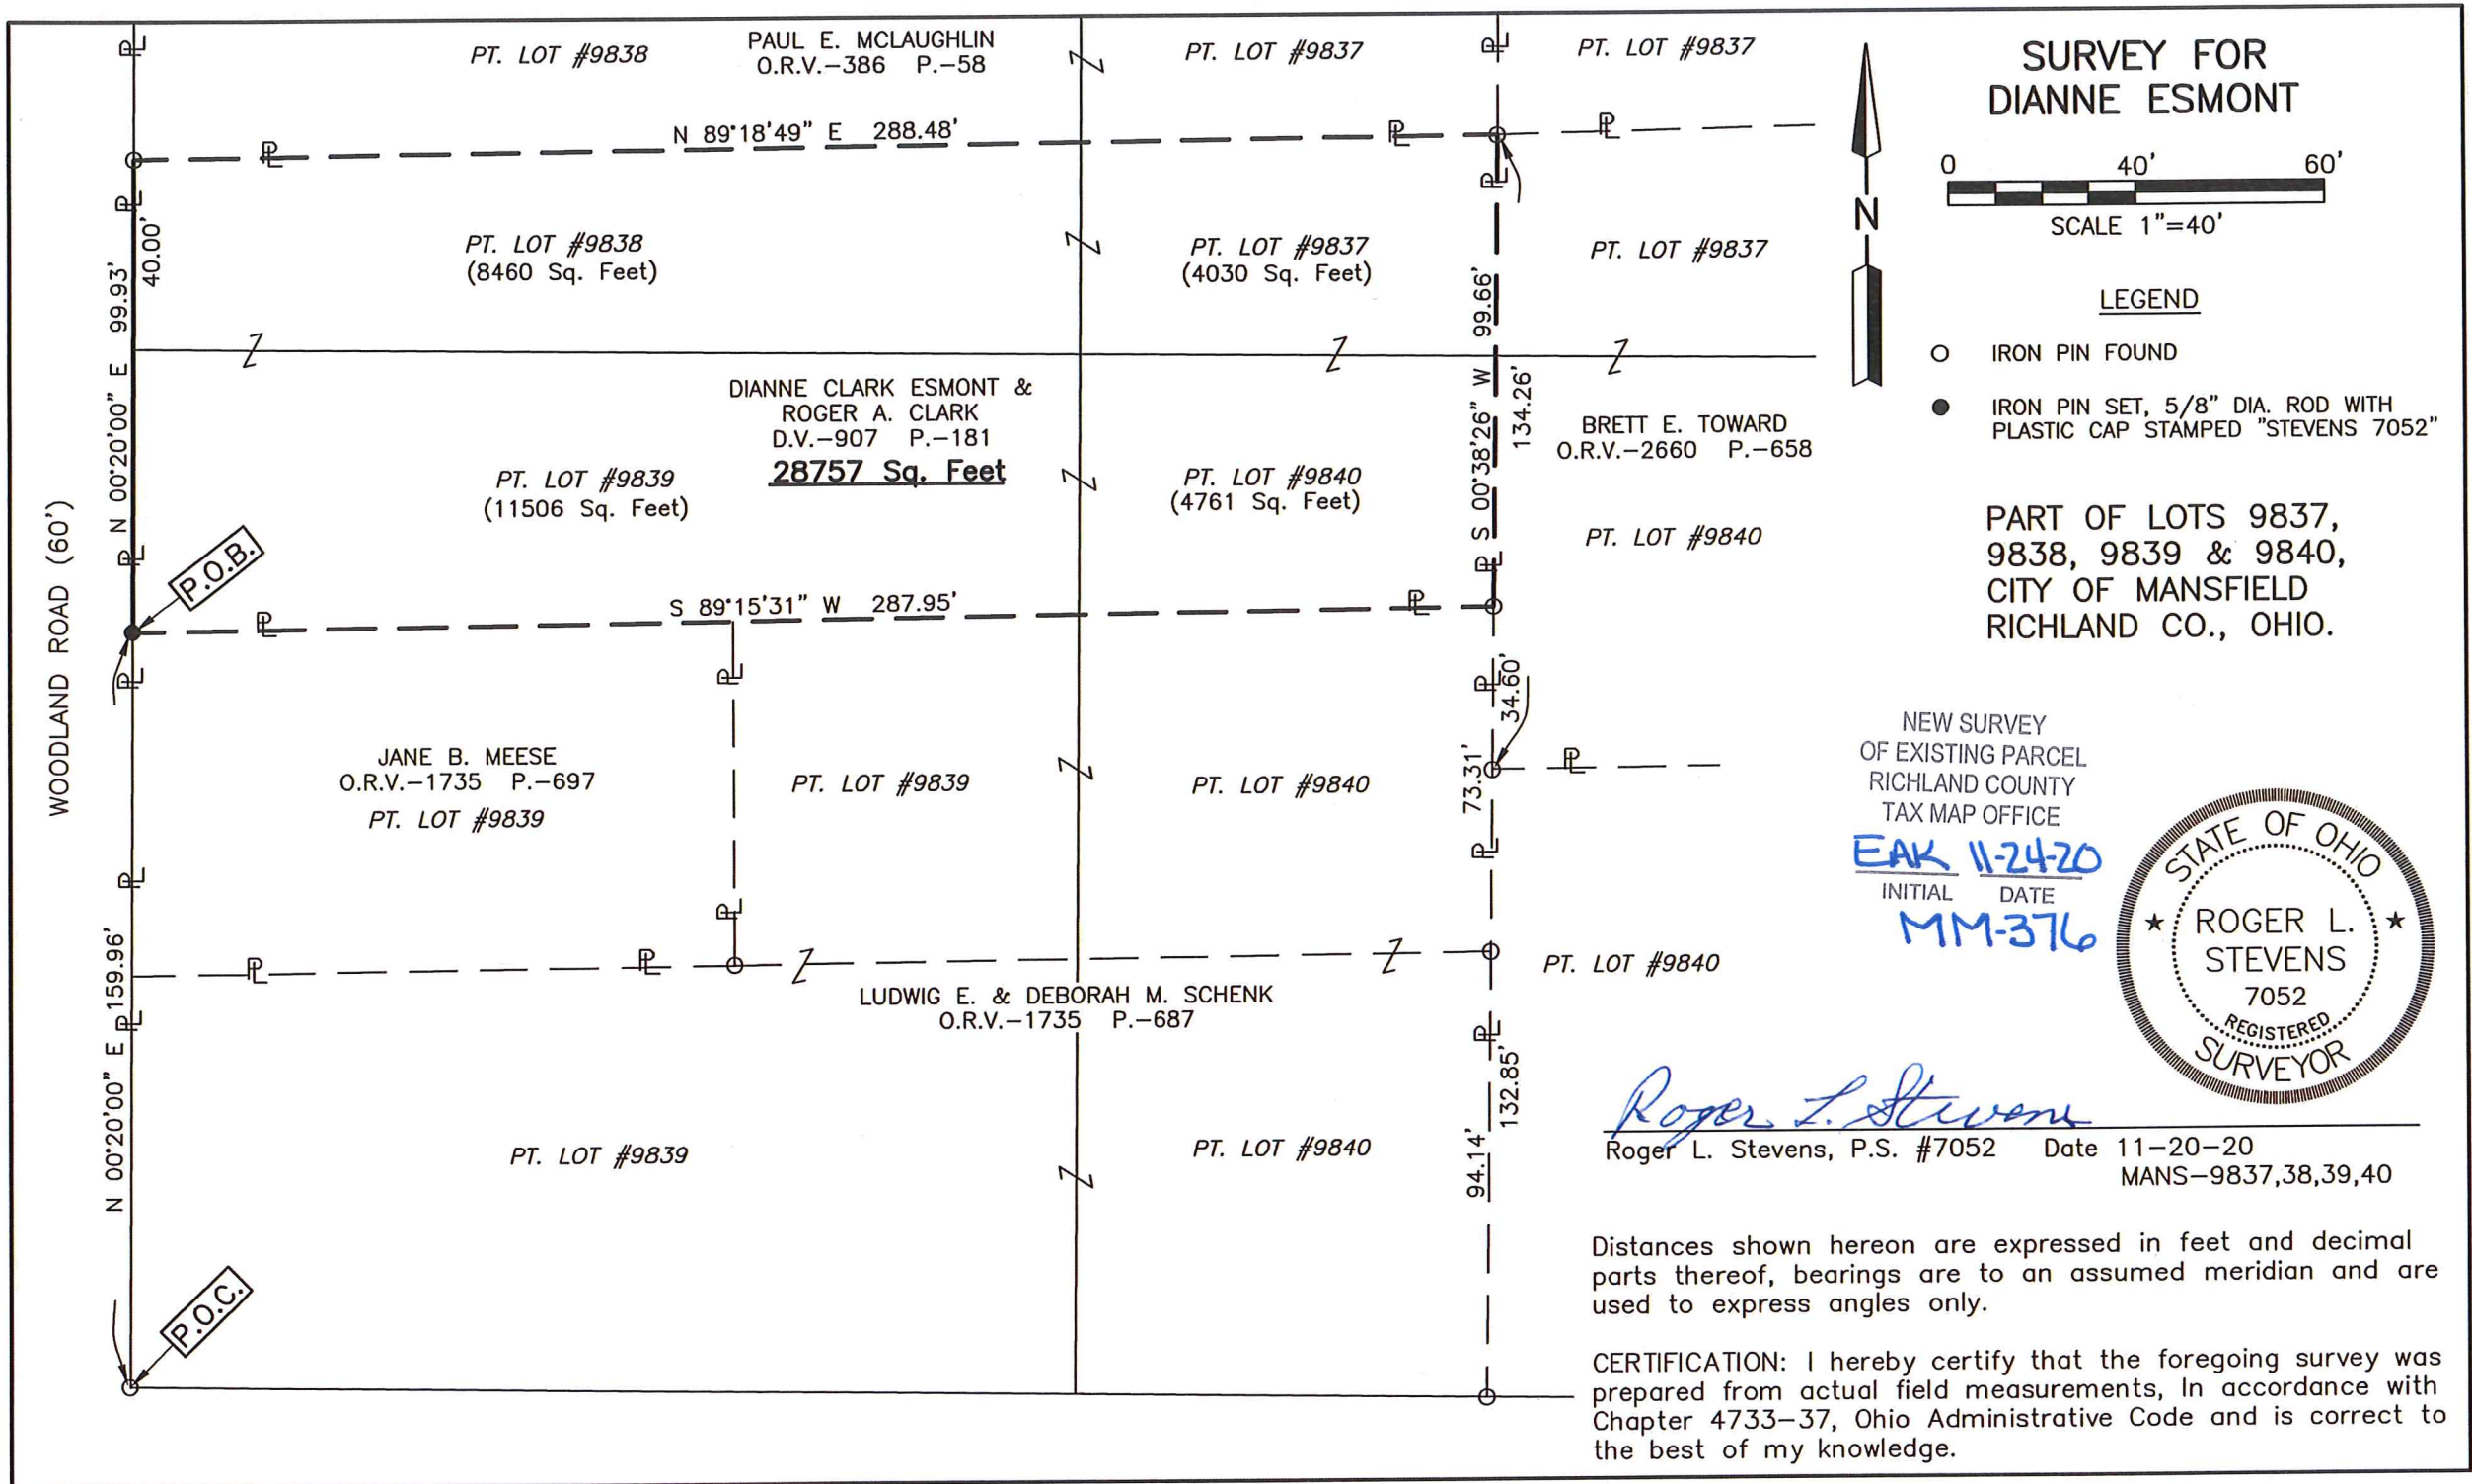 PT. LOT #9838
PAUL E. MCLAUGHLIN
O.R.V.-386 P.-58
PT. LOT #9837
PT. LOT #9837
N 89°18'49" E 288.48'
40.00'
N 00°20'00" E 99.93'
PT. LOT #9838
(8460 Sq. Feet)
PT. LOT #9837
(4030 Sq. Feet)
PT. LOT #9837
S 00°38'26" W 99.66'
134.26'
DIANNE CLARK ESMONT &
ROGER A. CLARK
D.V.-907 P.-181
28757 Sq. Feet
PT. LOT #9839
(11506 Sq. Feet)
PT. LOT #9840
(4761 Sq. Feet)
BRETT E. TOWARD
O.R.V.-2660 P.-658
PT. LOT #9840
WOODLAND ROAD (60')
P.O.B.
S 89°15'31" W 287.95'
34.60'
73.31'
JANE B. MEESE
O.R.V.-1735 P.-697
PT. LOT #9839
PT. LOT #9839
PT. LOT #9840
PT. LOT #9840
LUDWIG E. & DEBORAH M. SCHENK
O.R.V.-1735 P.-687
N 00°20'00" E 159.96'
132.85'
94.14'
PT. LOT #9839
PT. LOT #9840
P.O.C.
SURVEY FOR
DIANNE ESMONT
0 40' 60'
SCALE 1"=40'
N
LEGEND
IRON PIN FOUND
IRON PIN SET, 5/8" DIA. ROD WITH
PLASTIC CAP STAMPED "STEVENS 7052"
PART OF LOTS 9837,
9838, 9839 & 9840,
CITY OF MANSFIELD
RICHLAND CO., OHIO.
NEW SURVEY
OF EXISTING PARCEL
RICHLAND COUNTY
TAX MAP OFFICE
EAK 11-24-20
INITIAL DATE
MM-376
STATE OF OHIO
ROGER L.
STEVENS
7052
REGISTERED
SURVEYOR
Roger L. Stevens
Roger L. Stevens, P.S. #7052 Date 11-20-20
MANS-9837,38,39,40
Distances shown hereon are expressed in feet and decimal
parts thereof, bearings are to an assumed meridian and are
used to express angles only.
CERTIFICATION: I hereby certify that the foregoing survey was
prepared from actual field measurements, In accordance with
Chapter 4733-37, Ohio Administrative Code and is correct to
the best of my knowledge.